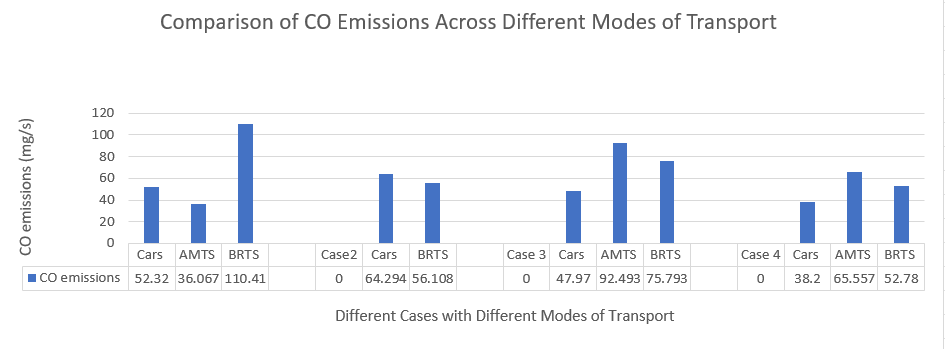 Comparison of CO Emissions Across Different Modes of Transport
CO emissions (mg/s)
120
100
80
60
40
20
0
Cars AMTS BRTS Case2 Cars BRTS Case 3 Cars AMTS BRTS Case 4 Cars AMTS BRTS
CO emissions 52.32 36.067 110.41 0 64.294 56.108 0 47.97 92.493 75.793 0 38.2 65.557 52.78
Different Cases with Different Modes of Transport